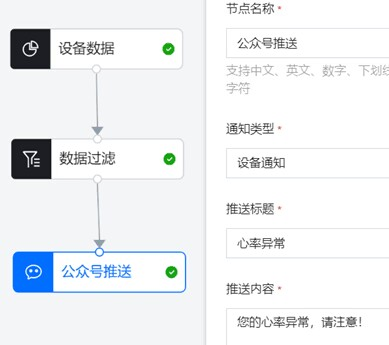 设备数据
数据过滤
公众号推送
节点名称 *
公众号推送
支持中文、英文、数字、下划线
字符
通知类型 *
设备通知
推送标题 *
心率异常
推送内容 *
您的心率异常，请注意！